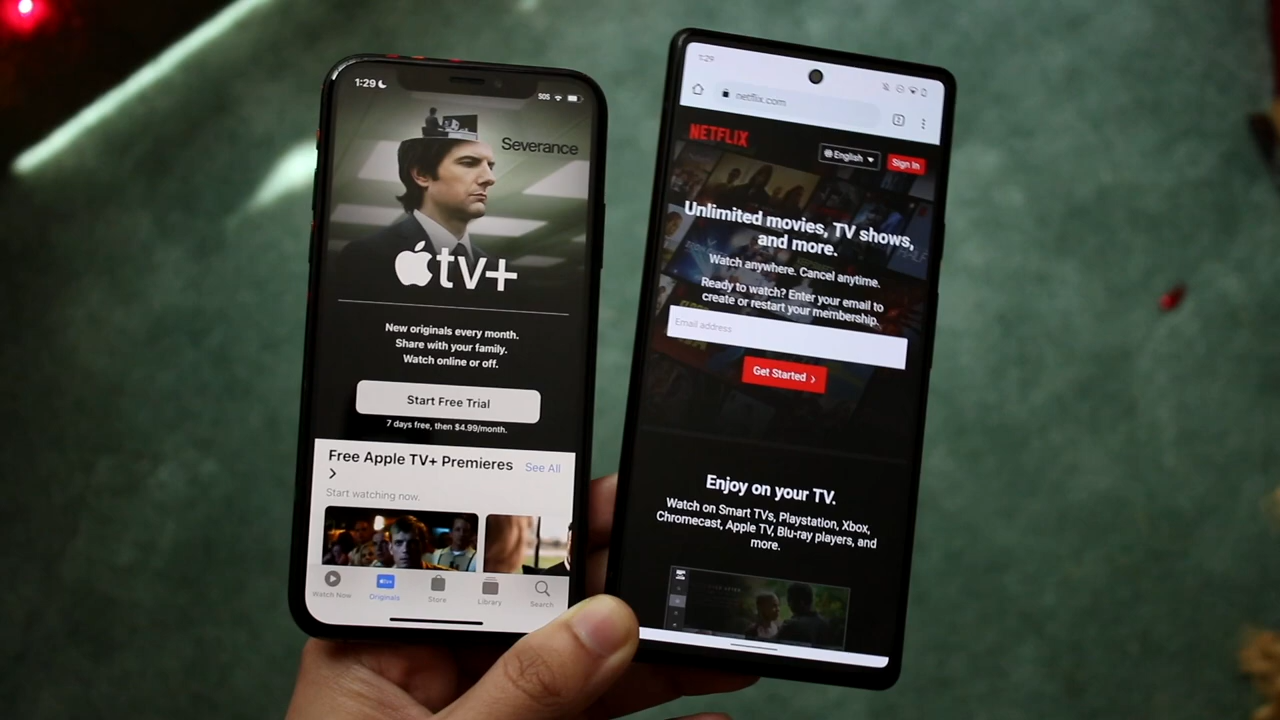 1:29
SOS
Severance
tv+
New originals every month.
Share with your family.
Watch online or off.
Start Free Trial
7 days free, then $4.99/month.
Free Apple TV+ Premieres
See All
Start watching now.
Watch Now
tv+
Originals
Store
Library
Search
1:29
netflix.com
NETFLIX
English
Sign In
Unlimited movies, TV shows,
and more.
Watch anywhere. Cancel anytime.
Ready to watch? Enter your email to
create or restart your membership.
Email address
Get Started
Enjoy on your TV.
Watch on Smart TVs, Playstation, Xbox,
Chromecast, Apple TV, Blu-ray players, and
more.